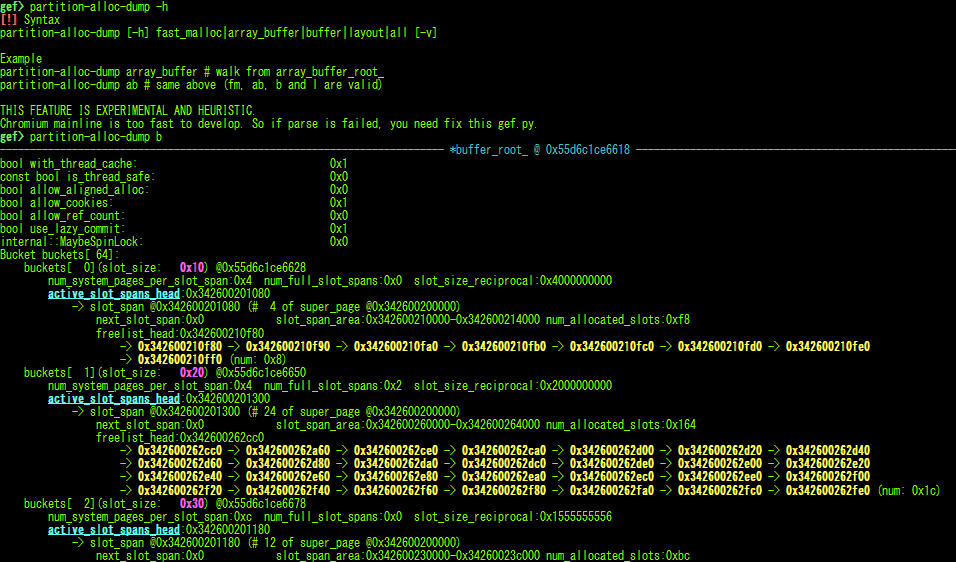 gef> partition-alloc-dump -h
[!] Syntax
partition-alloc-dump [-h] fast_malloc|array_buffer|buffer|layout|all [-v]
Example
partition-alloc-dump array_buffer # walk from array_buffer_root_
partition-alloc-dump ab # same above (fm, ab, b and l are valid)
THIS FEATURE IS EXPERIMENTAL AND HEURISTIC.
Chromium mainline is too fast to develop. So if parse is failed, you need fix this gef.py.
gef> partition-alloc-dump b
*buffer_root_ @ 0x55d6c1ce6618
bool with_thread_cache: 0x1
const bool is_thread_safe: 0x0
bool allow_aligned_alloc: 0x0
bool allow_cookies: 0x1
bool allow_ref_count: 0x0
bool use_lazy_commit: 0x1
internal::MaybeSpinLock: 0x0
Bucket buckets[ 64]:
buckets[ 0](slot_size: 0x10) @0x55d6c1ce6628
num_system_pages_per_slot_span:0x4 num_full_slot_spans:0x0 slot_size_reciprocal:0x4000000000
active_slot_spans_head:0x342600201080
-> slot_span @0x342600201080 (# 4 of super_page @0x342600200000)
next_slot_span:0x0 slot_span_area:0x342600210000-0x342600214000 num_allocated_slots:0xf8
freelist_head:0x342600210f80
-> 0x342600210f80 -> 0x342600210f90 -> 0x342600210fa0 -> 0x342600210fb0 -> 0x342600210fc0 -> 0x342600210fd0 -> 0x342600210fe0
-> 0x342600210ff0 (num: 0x8)
buckets[ 1](slot_size: 0x20) @0x55d6c1ce6650
num_system_pages_per_slot_span:0x4 num_full_slot_spans:0x2 slot_size_reciprocal:0x2000000000
active_slot_spans_head:0x342600201300
-> slot_span @0x342600201300 (# 24 of super_page @0x342600200000)
next_slot_span:0x0 slot_span_area:0x342600260000-0x342600264000 num_allocated_slots:0x164
freelist_head:0x342600262cc0
-> 0x342600262cc0 -> 0x342600262a60 -> 0x342600262ce0 -> 0x342600262ca0 -> 0x342600262d00 -> 0x342600262d20 -> 0x342600262d40
-> 0x342600262d60 -> 0x342600262d80 -> 0x342600262da0 -> 0x342600262dc0 -> 0x342600262de0 -> 0x342600262e00 -> 0x342600262e20
-> 0x342600262e40 -> 0x342600262e60 -> 0x342600262e80 -> 0x342600262ea0 -> 0x342600262ec0 -> 0x342600262ee0 -> 0x342600262f00
-> 0x342600262f20 -> 0x342600262f40 -> 0x342600262f60 -> 0x342600262f80 -> 0x342600262fa0 -> 0x342600262fc0 -> 0x342600262fe0 (num: 0x1c)
buckets[ 2](slot_size: 0x30) @0x55d6c1ce6678
num_system_pages_per_slot_span:0xc num_full_slot_spans:0x0 slot_size_reciprocal:0x1555555556
active_slot_spans_head:0x342600201180
-> slot_span @0x342600201180 (# 12 of super_page @0x342600200000)
next_slot_span:0x0 slot_span_area:0x342600230000-0x34260023c000 num_allocated_slots:0xbc